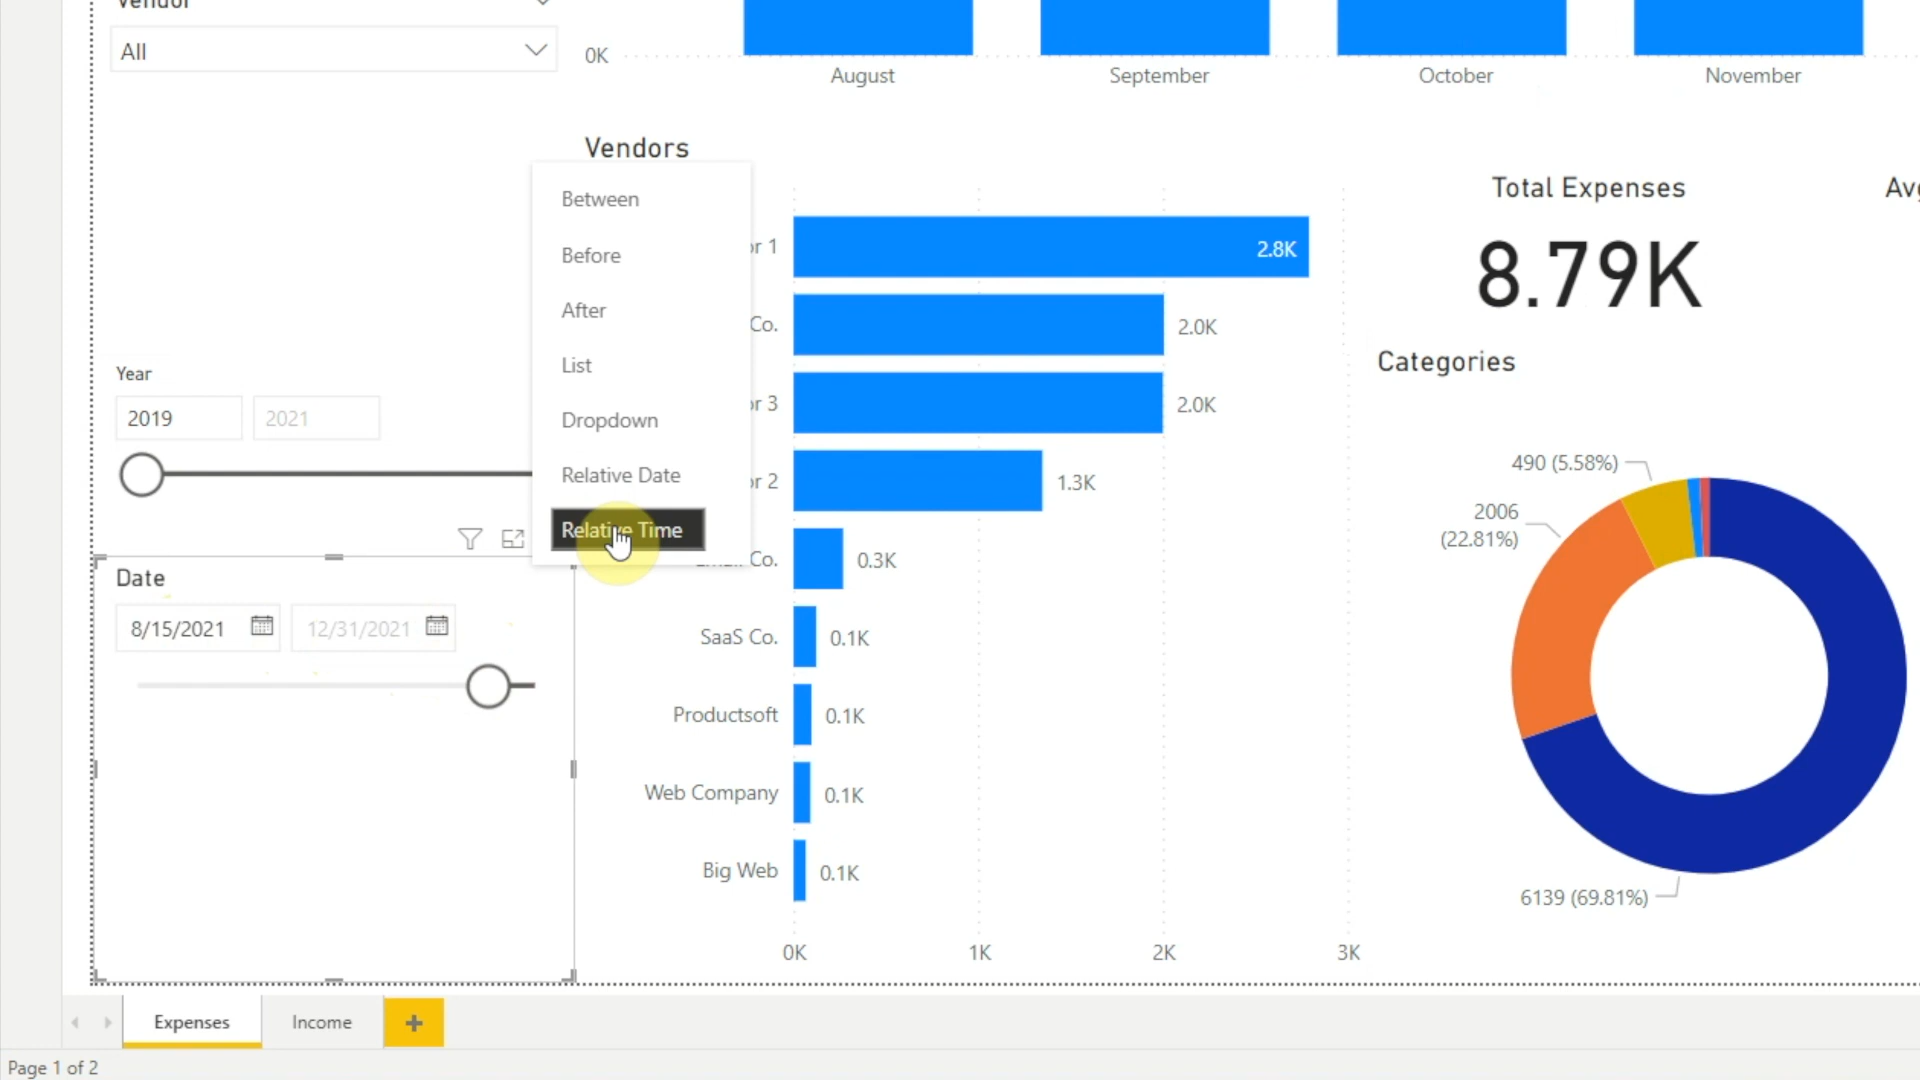 Vendor
All
0K
August
September
October
November
Vendors
Between
Before
After
List
Dropdown
Relative Date
Relative Time
or 1
Co.
or 3
or 2
Co.
SaaS Co.
Productsoft
Web Company
Big Web
2.8K
2.0K
2.0K
1.3K
0.3K
0.1K
0.1K
0.1K
0.1K
0K
1K
2K
3K
Total Expenses
8.79K
Categories
490 (5.58%)
2006
(22.81%)
6139 (69.81%)
Year
2019
2021
Date
8/15/2021
12/31/2021
Expenses
Income
+
Page 1 of 2